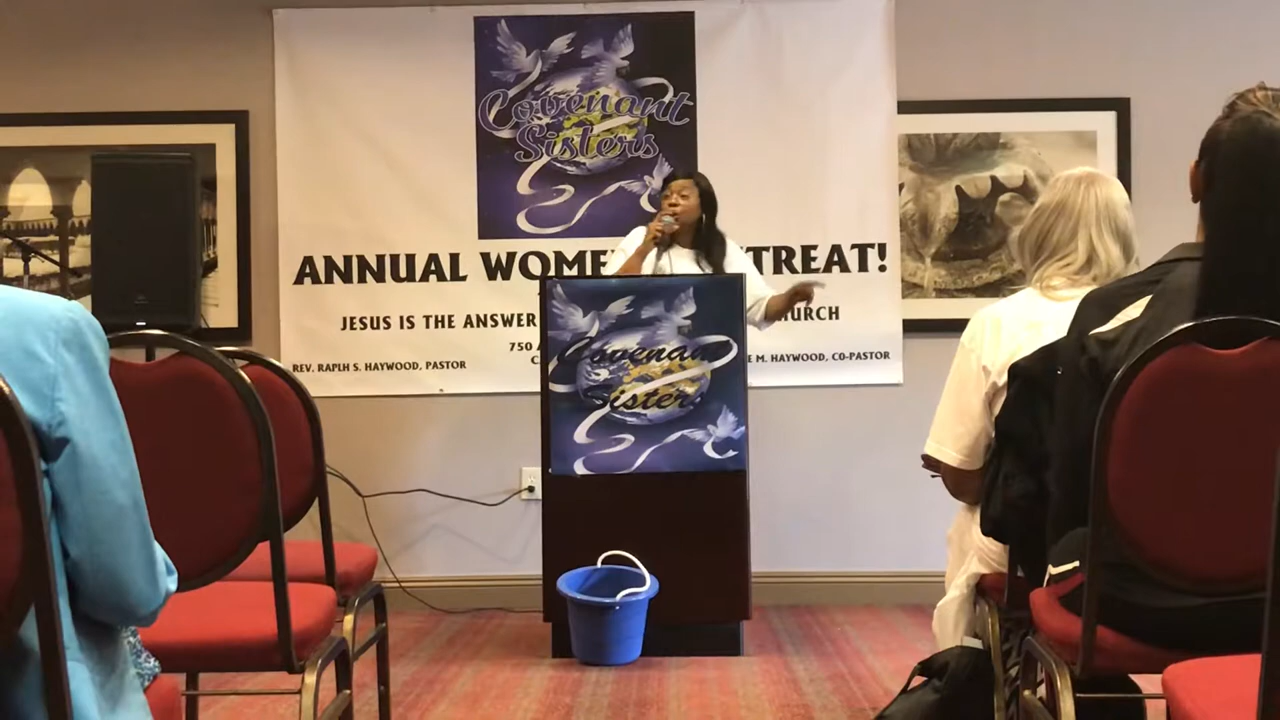 Covenant
Sisters
ANNUAL WOME TREAT!
JESUS IS THE ANSWER HURCH
750
REV. RAPLH S. HAYWOOD, PASTOR E M. HAYWOOD, CO-PASTOR
Covenant
Sisters